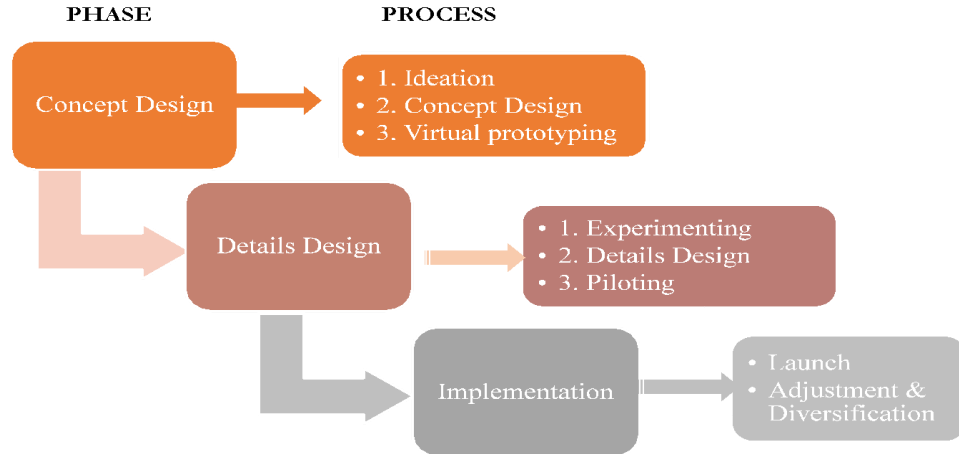 PHASE
PROCESS
Concept Design
• 1. Ideation
• 2. Concept Design
• 3. Virtual prototyping
Details Design
• 1. Experimenting
• 2. Details Design
• 3. Piloting
Implementation
• Launch
• Adjustment &
Diversification